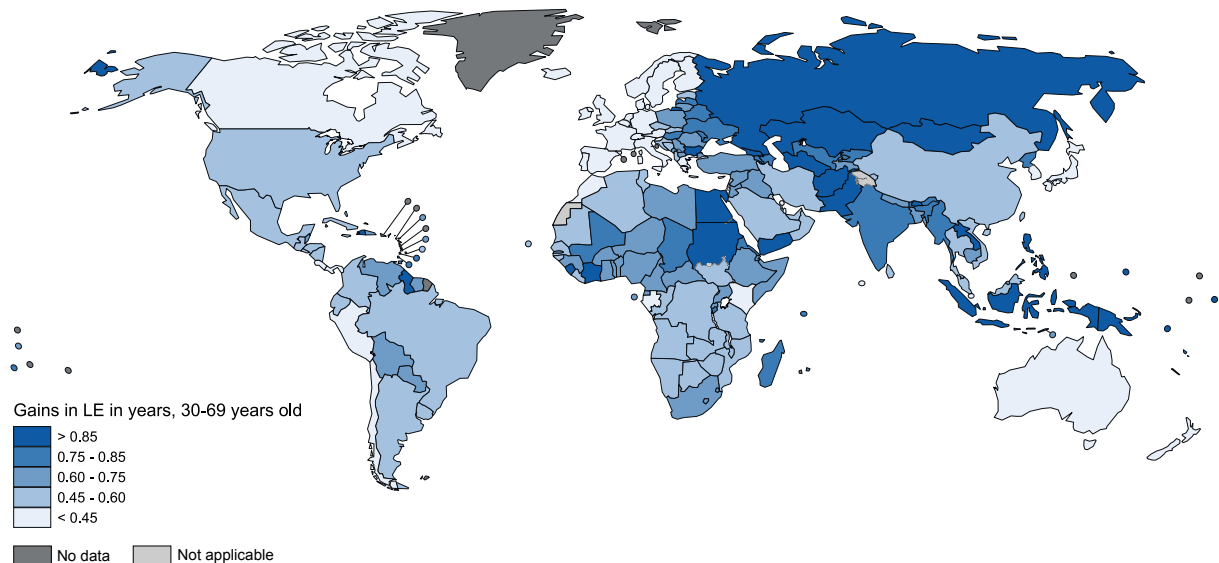 Gains in LE in years, 30-69 years old
> 0.85
0.75 - 0.85
0.60 - 0.75
0.45 - 0.60
< 0.45
No data
Not applicable